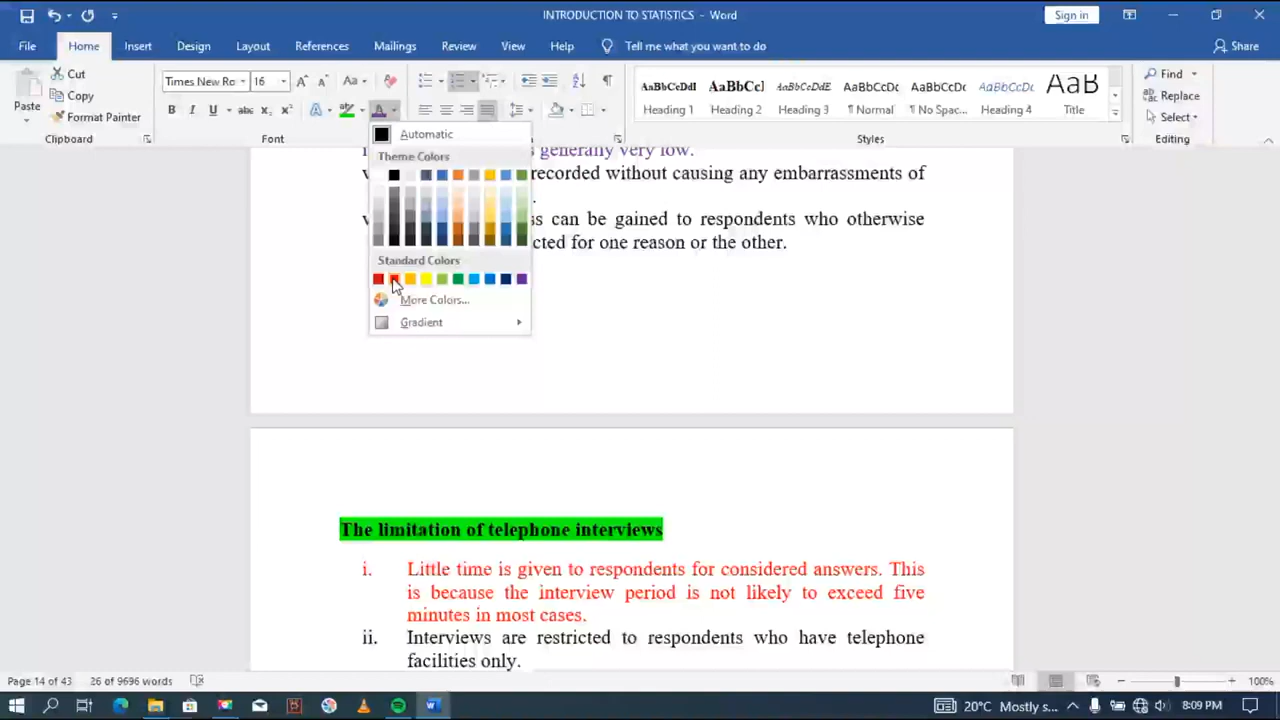 INTRODUCTION TO STATISTICS - Word
Sign in
File Home Insert Design Layout References Mailings Review View Help Tell me what you want to do Share
Paste
Cut
Copy
Format Painter
Clipboard
Times New Ro 16 Aa
B I U abc x₂ x² A ab A
Font
AaBbCcDdI AaBbCcI AaBbCcDdE AaBbCcDc AaBbCcDc AaBbCcDc AaB
Heading 1 Heading 2 Heading 3 ¶ Normal ¶ No Spac... Heading 4 Title
Styles
Find
Replace
Select
Editing
Automatic
Theme Colors
Standard Colors
More Colors...
Gradient
generally very low.
recorded without causing any embarrassments of
can be gained to respondents who otherwise
for one reason or the other.
The limitation of telephone interviews
i. Little time is given to respondents for considered answers. This
is because the interview period is not likely to exceed five
minutes in most cases.
ii. Interviews are restricted to respondents who have telephone
facilities only.
Page 14 of 43 26 of 9696 words 100%
20°C Mostly s... 8:09 PM